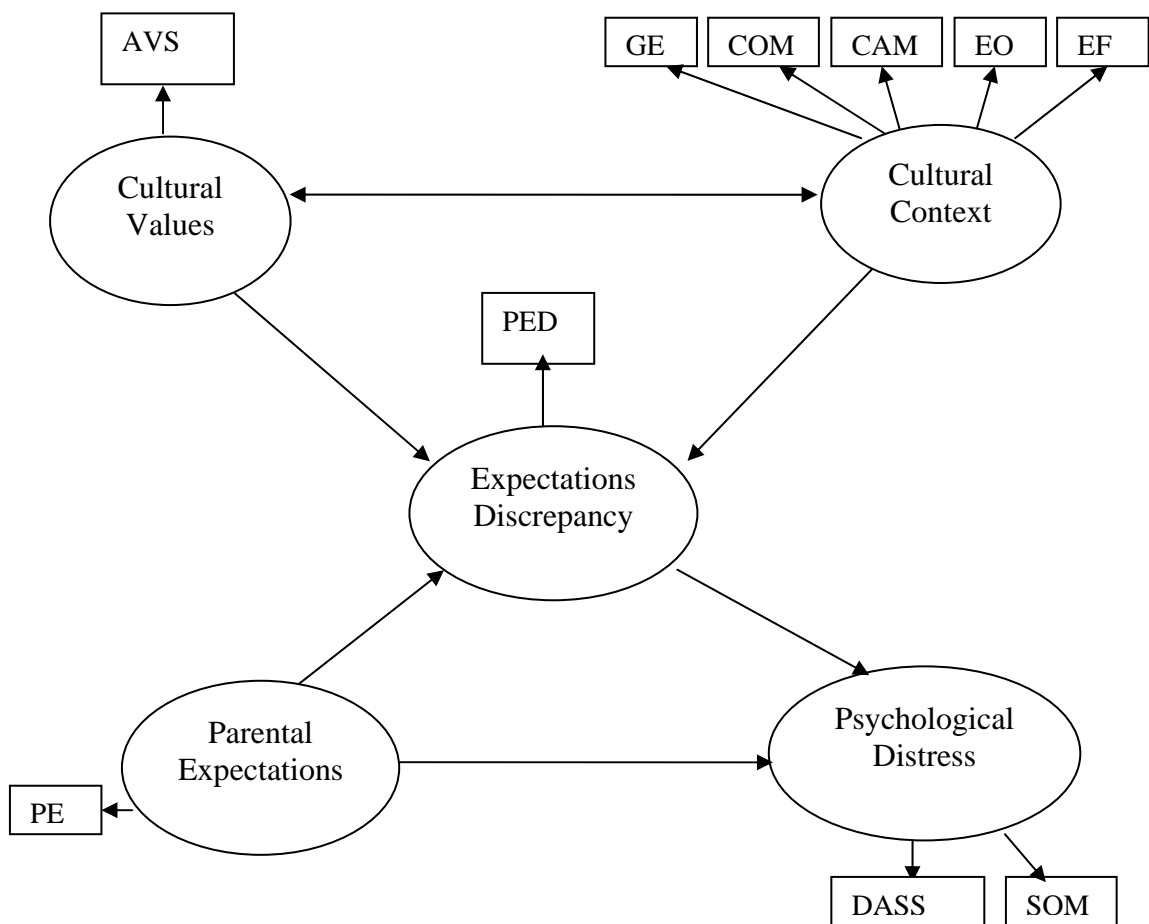 AVS
GE
COM
CAM
EO
EF
Cultural
Values
Cultural
Context
PED
Expectations
Discrepancy
Parental
Expectations
Psychological
Distress
PE
DASS
SOM